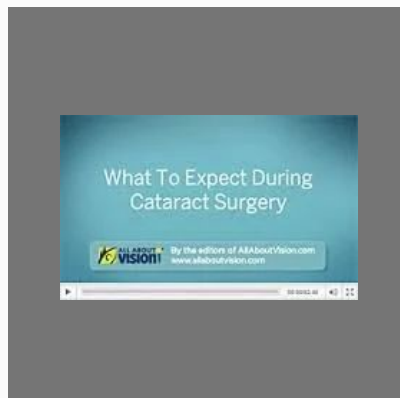 What To Expect During
Cataract Surgery
ALL ABOUT
VISION
By the editors of AllAboutVision.com
www.allaboutvision.com